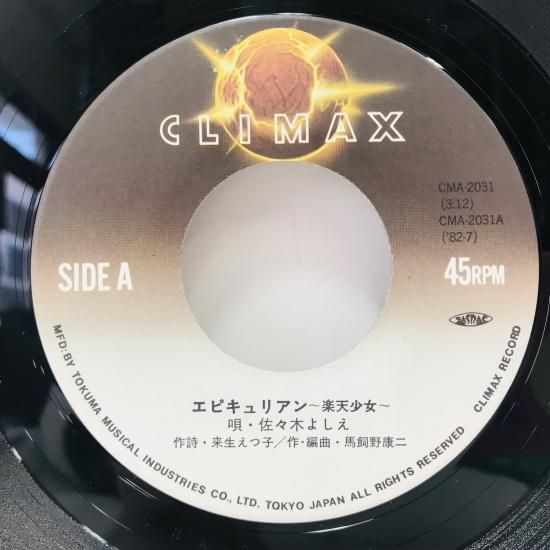 CLIMAX
CMA-2031
(3.12)
CMA-2031A
('82-7)
SIDE A
45RPM
JASRAC
エピキュリアン〜楽天少女〜
唄・佐々木よしえ
作詩・来生えつ子/作・編曲・馬飼野康二
MFD: BY TOKUMA MUSICAL INDUSTRIES CO., LTD. TOKYO JAPAN ALL RIGHTS RESERVED CLIMAX RECORD